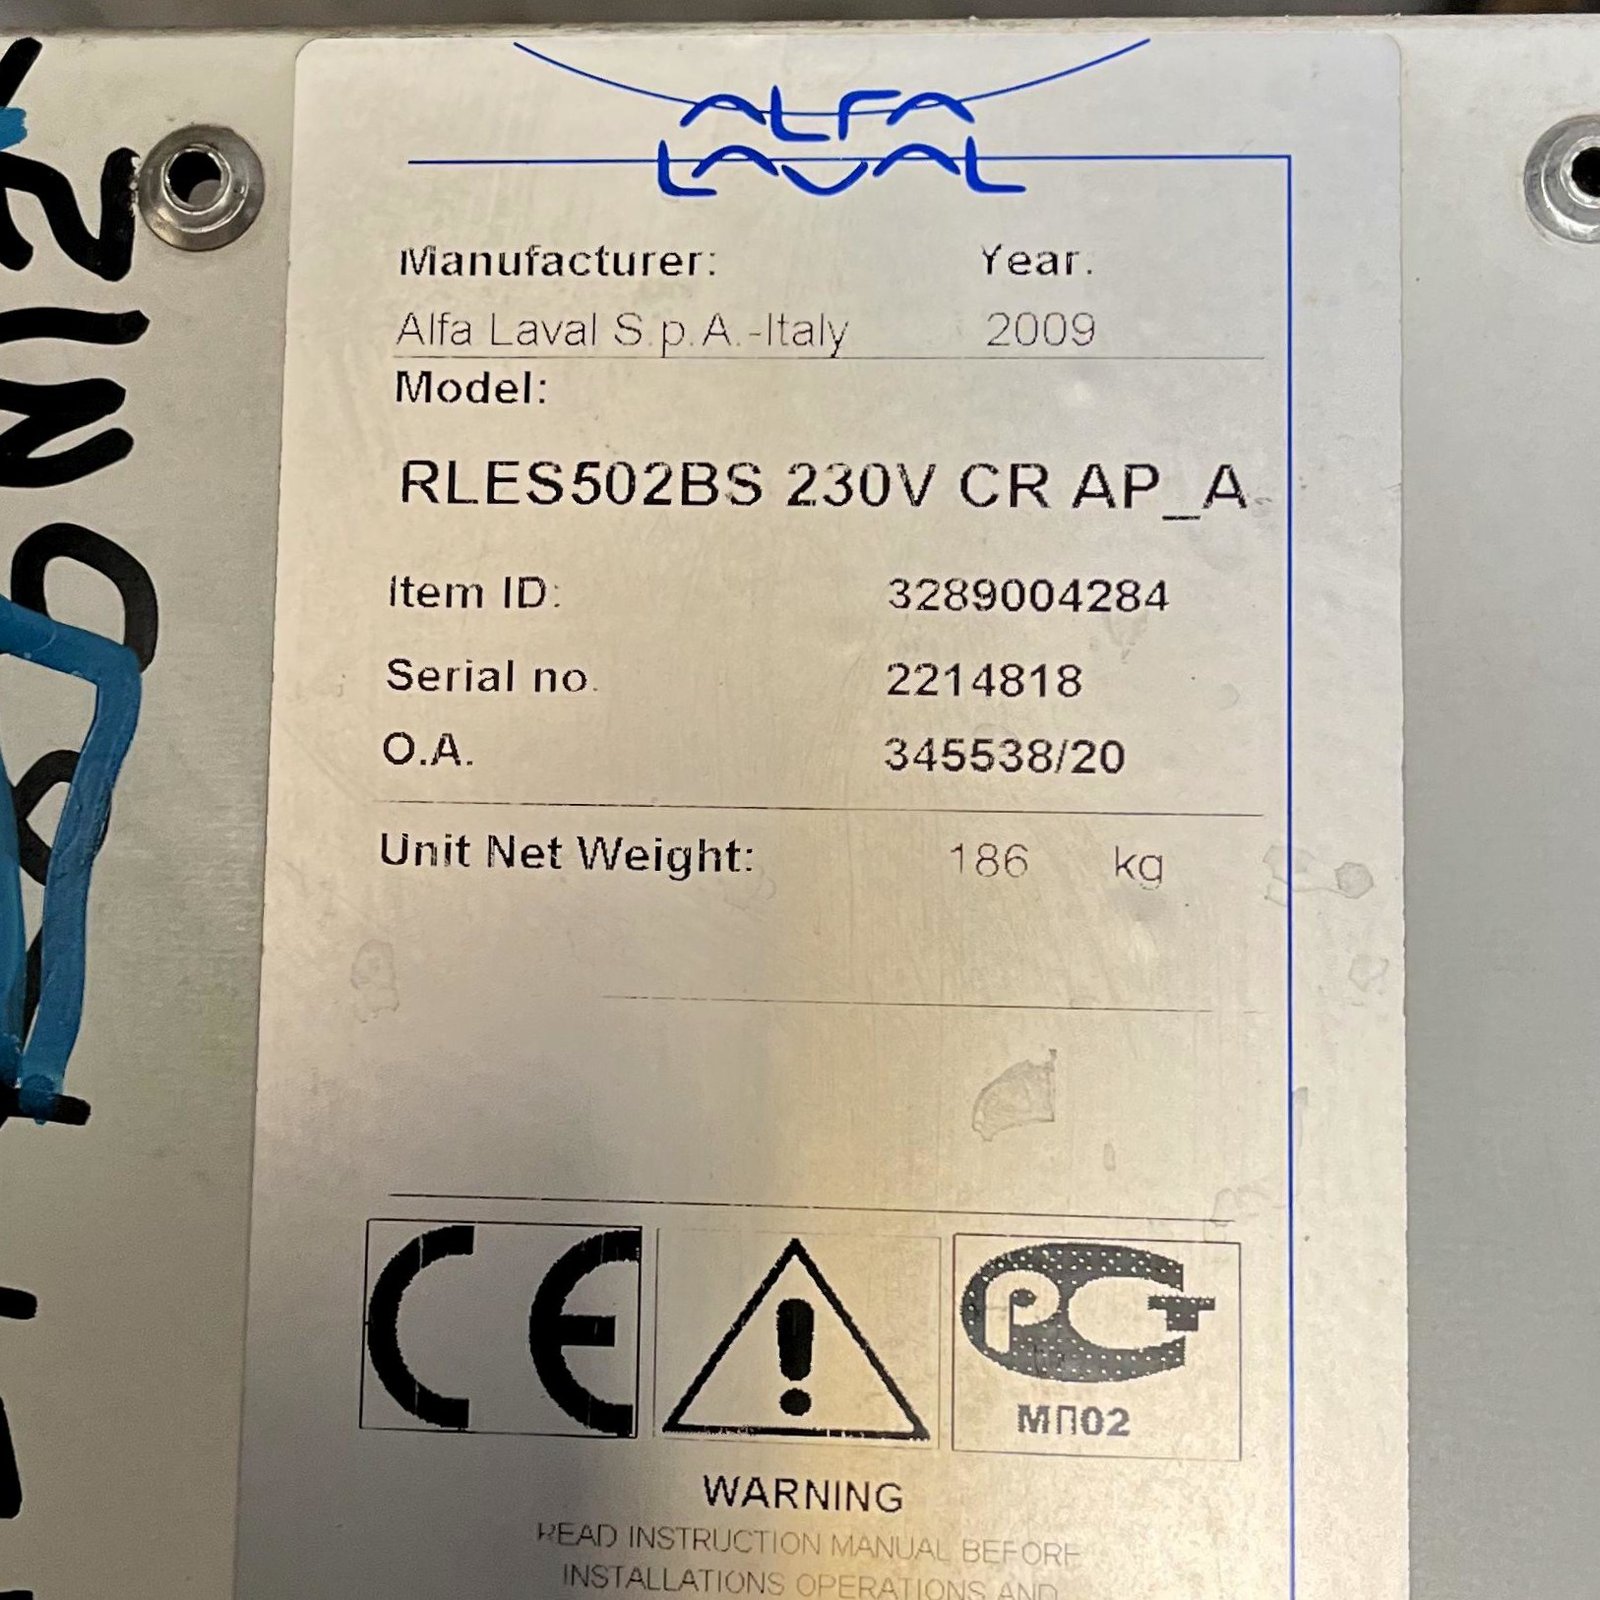 ALFA
LAVAL
Manufacturer: Year:
Alfa Laval S.p.A.-Italy 2009
Model:
RLES502BS 230V CR AP_A
Item ID: 3289004284
Serial no. 2214818
O.A. 345538/20
Unit Net Weight: 186 kg
CE
РСТ
МП02
WARNING
READ INSTRUCTION MANUAL BEFORE
INSTALLATIONS OPERATIONS AND